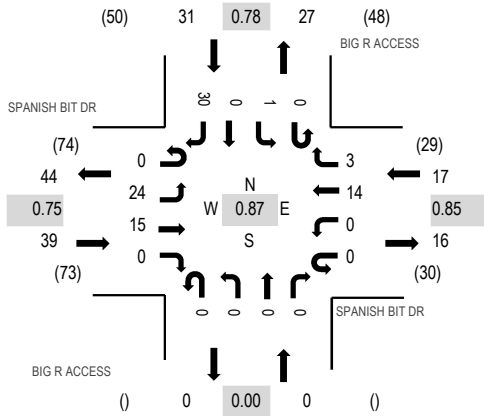 (50) 31 0.78 27 (48)
BIG R ACCESS
30 0 1 0
SPANISH BIT DR
(74) (29)
44 0 3 17
24 N 14
0.75 W 0.87 E 0.85
15 S 0
39 0 0 16
(73) (30)
0 0 0 0
SPANISH BIT DR
BIG R ACCESS
() 0 0.00 0 ()